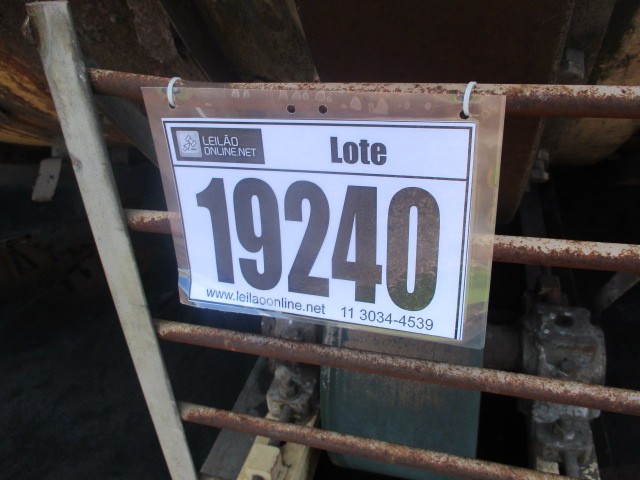 LEILÃO
ONLINE.NET
Lote
19240
www.leilaoonline.net 11 3034-4539